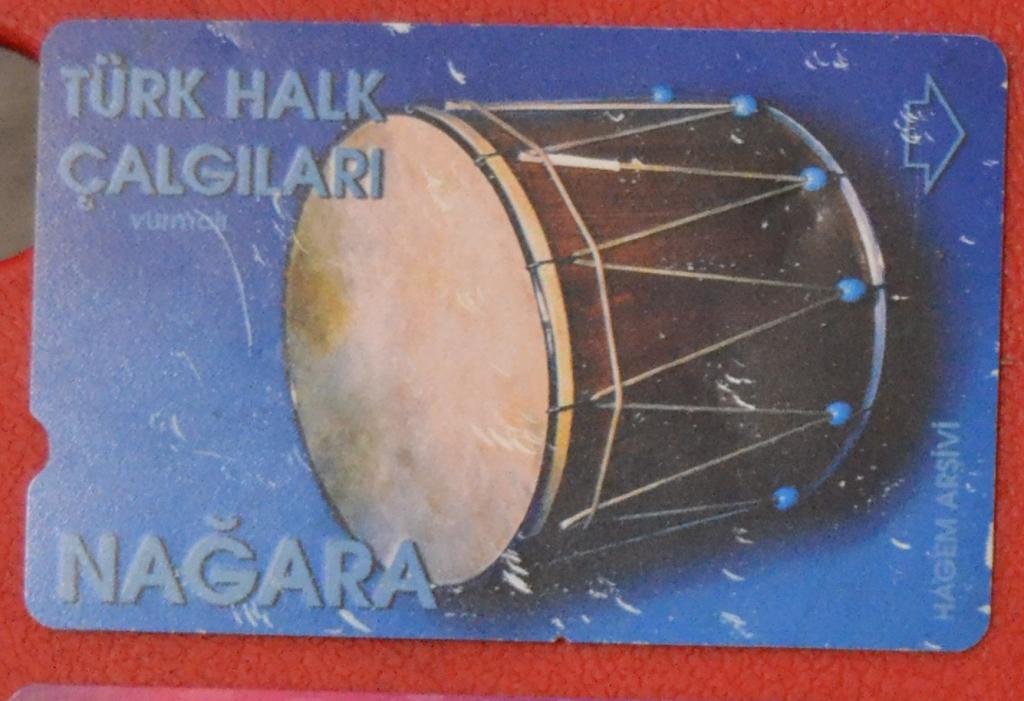 TÜRK HALK
ÇALGILARI
vurmalı
NAĞARA
HAGEM ARŞİVİ